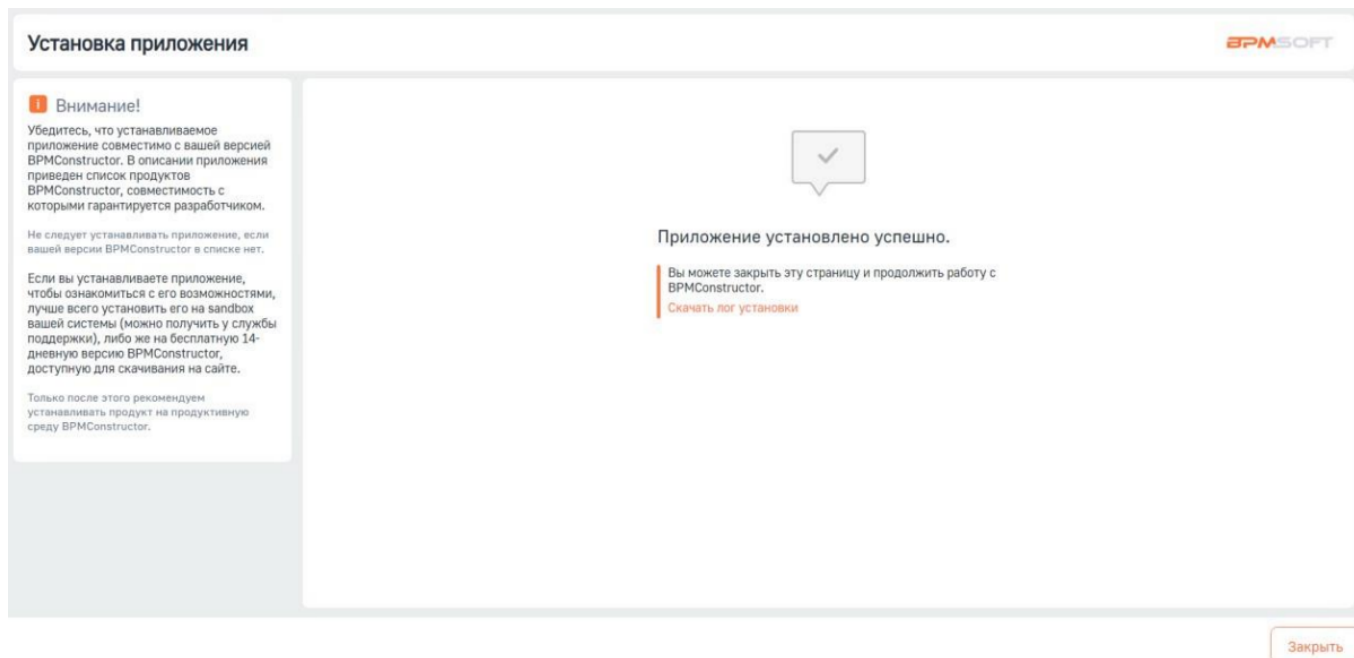 Установка приложения
BPMSOFT
Внимание!
Убедитесь, что устанавливаемое
приложение совместимо с вашей версией
BPMConstructor. В описании приложения
приведен список продуктов
BPMConstructor, совместимость с
которыми гарантируется разработчиком.
Не следует устанавливать приложение, если
вашей версии BPMConstructor в списке нет.
Если вы устанавливаете приложение,
чтобы ознакомиться с его возможностями,
лучше всего установить его на sandbox
вашей системы (можно получить у службы
поддержки), либо же на бесплатную 14-
дневную версию BPMConstructor,
доступную для скачивания на сайте.
Только после этого рекомендуем
устанавливать продукт на продуктивную
среду BPMConstructor.
Приложение установлено успешно.
Вы можете закрыть эту страницу и продолжить работу с
BPMConstructor.
Скачать лог установки
Закрыть